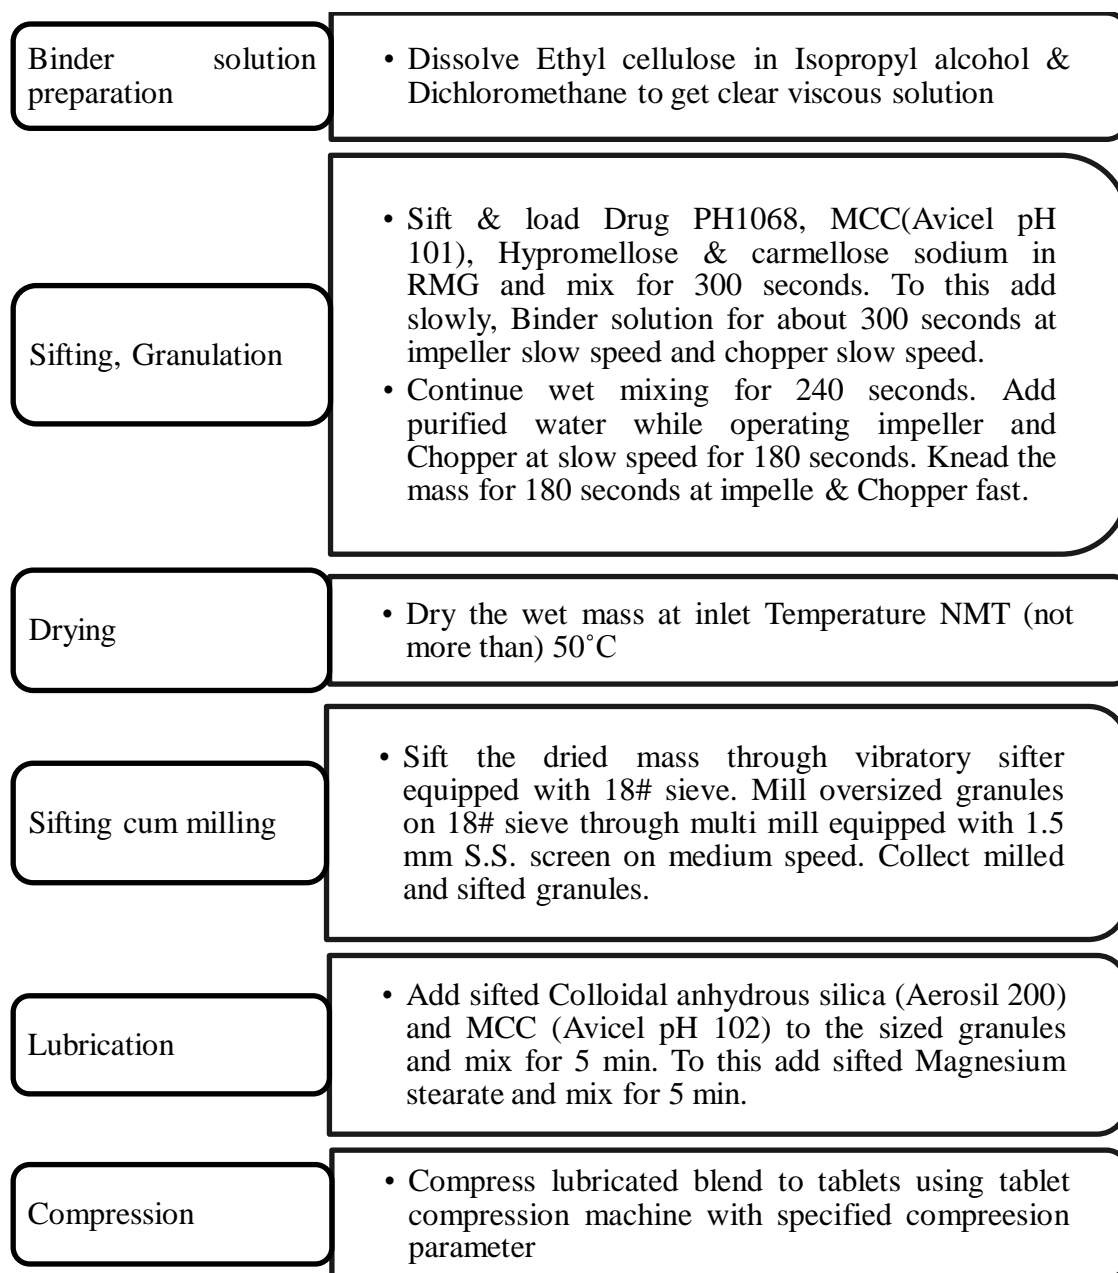 Binder solution
preparation
• Dissolve Ethyl cellulose in Isopropyl alcohol &
Dichloromethane to get clear viscous solution
Sifting, Granulation
• Sift & load Drug PH1068, MCC(Avicel pH
101), Hypromellose & carmellose sodium in
RMG and mix for 300 seconds. To this add
slowly, Binder solution for about 300 seconds at
impeller slow speed and chopper slow speed.
• Continue wet mixing for 240 seconds. Add
purified water while operating impeller and
Chopper at slow speed for 180 seconds. Knead the
mass for 180 seconds at impelle & Chopper fast.
Drying
• Dry the wet mass at inlet Temperature NMT (not
more than) 50˚C
Sifting cum milling
• Sift the dried mass through vibratory sifter
equipped with 18# sieve. Mill oversized granules
on 18# sieve through multi mill equipped with 1.5
mm S.S. screen on medium speed. Collect milled
and sifted granules.
Lubrication
• Add sifted Colloidal anhydrous silica (Aerosil 200)
and MCC (Avicel pH 102) to the sized granules
and mix for 5 min. To this add sifted Magnesium
stearate and mix for 5 min.
Compression
• Compress lubricated blend to tablets using tablet
compression machine with specified compreesion
parameter